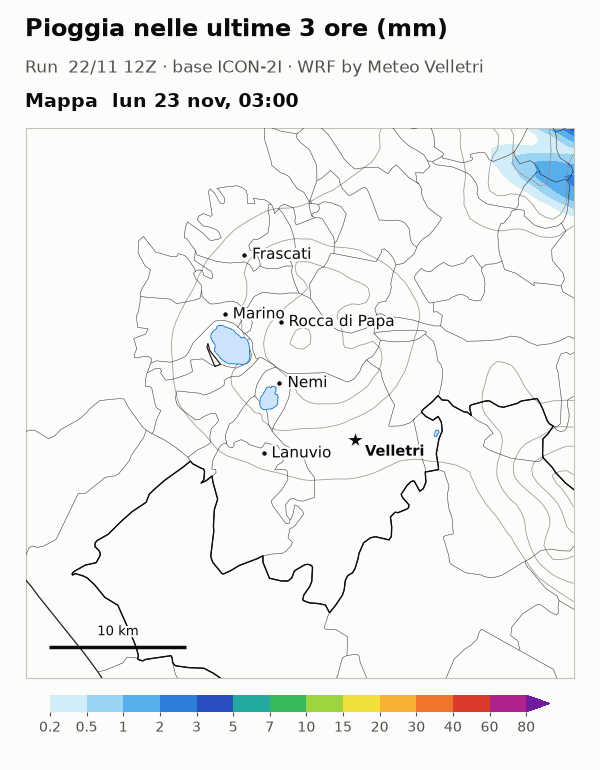 Pioggia nelle ultime 3 ore (mm)
Run  22/11 12Z · base ICON-2I · WRF by Meteo Velletri
Mappa  lun 23 nov, 03:00
Frascati
Marino
Rocca di Papa
Nemi
Velletri
Lanuvio
10 km
0.2 0.5 1 2 3 5 7 10 15 20 30 40 60 80